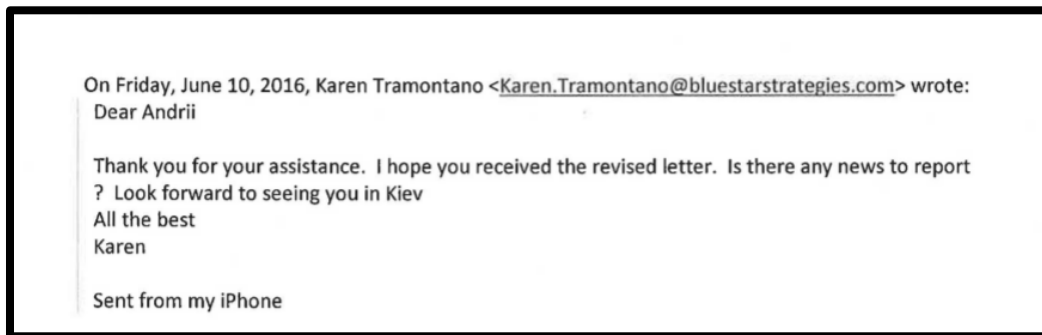 On Friday, June 10, 2016, Karen Tramontano <Karen.Tramontano@bluestarstrategies.com> wrote:
Dear Andrii
Thank you for your assistance. I hope you received the revised letter. Is there any news to report
? Look forward to seeing you in Kiev
All the best
Karen
Sent from my iPhone